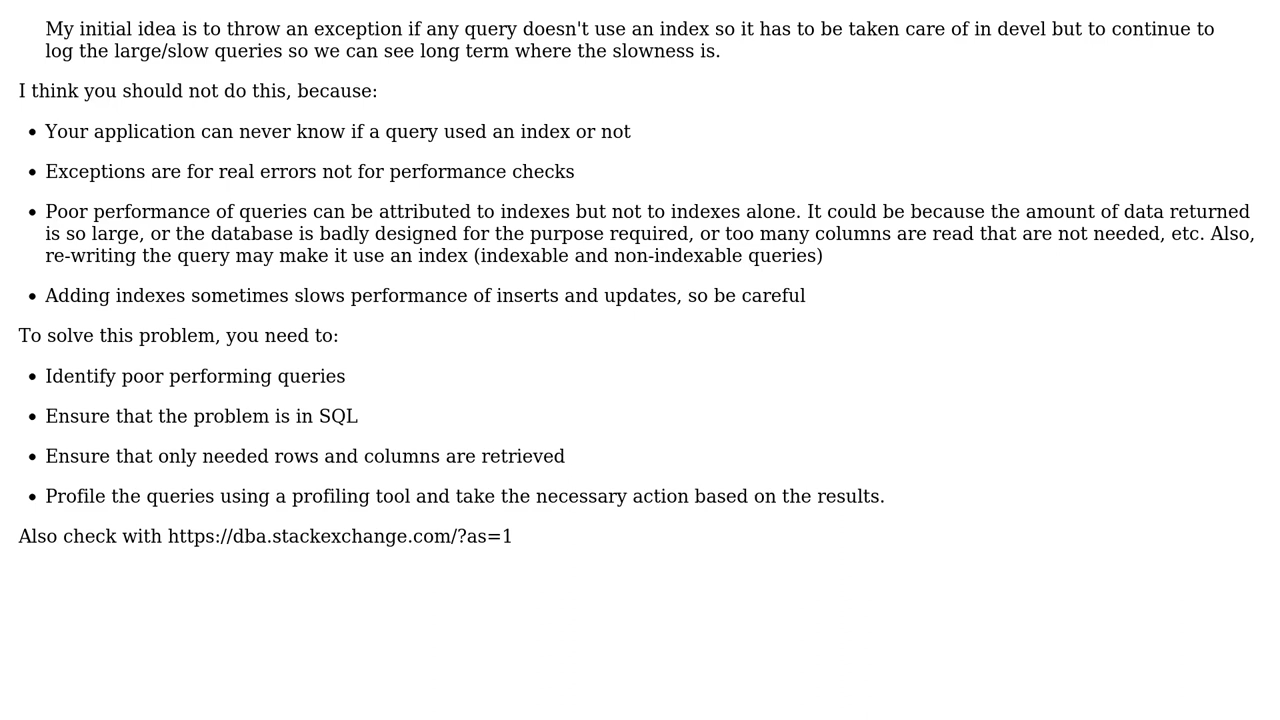 My initial idea is to throw an exception if any query doesn't use an index so it has to be taken care of in devel but to continue to
log the large/slow queries so we can see long term where the slowness is.
I think you should not do this, because:
• Your application can never know if a query used an index or not
• Exceptions are for real errors not for performance checks
• Poor performance of queries can be attributed to indexes but not to indexes alone. It could be because the amount of data returned
is so large, or the database is badly designed for the purpose required, or too many columns are read that are not needed, etc. Also,
re-writing the query may make it use an index (indexable and non-indexable queries)
• Adding indexes sometimes slows performance of inserts and updates, so be careful
To solve this problem, you need to:
• Identify poor performing queries
• Ensure that the problem is in SQL
• Ensure that only needed rows and columns are retrieved
• Profile the queries using a profiling tool and take the necessary action based on the results.
Also check with https://dba.stackexchange.com/?as=1